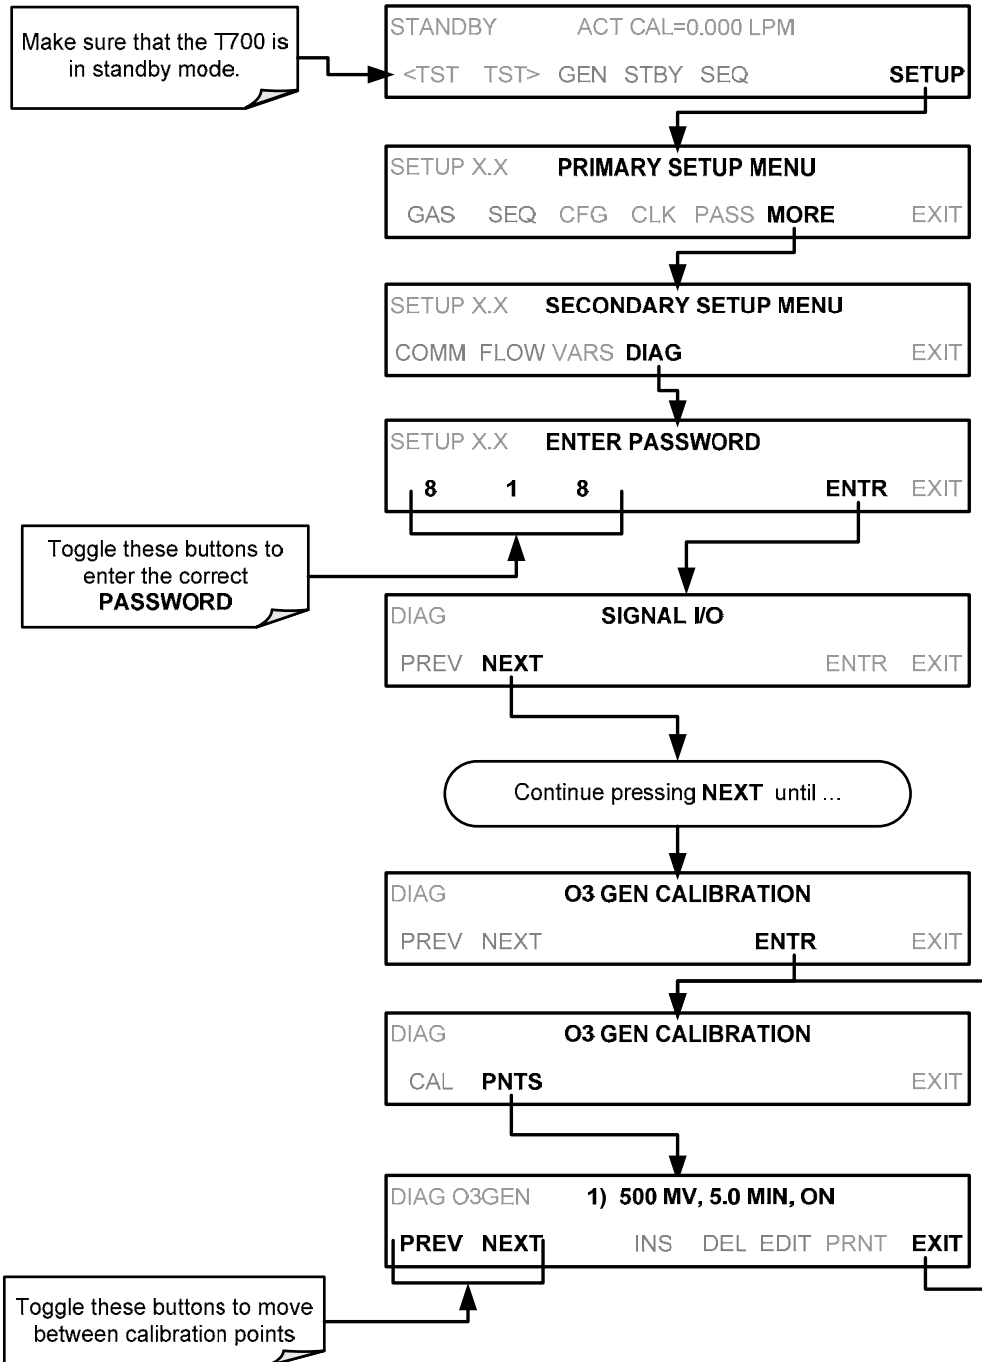 Make sure that the T700 is
in standby mode.
STANDBY ACT CAL=0.000 LPM
<TST TST> GEN STBY SEQ SETUP
SETUP X.X PRIMARY SETUP MENU
GAS SEQ CFG CLK PASS MORE EXIT
SETUP X.X SECONDARY SETUP MENU
COMM FLOW VARS DIAG EXIT
SETUP X.X ENTER PASSWORD
8 1 8 ENTR EXIT
Toggle these buttons to
enter the correct
PASSWORD
DIAG SIGNAL I/O
PREV NEXT ENTR EXIT
Continue pressing NEXT until ...
DIAG O3 GEN CALIBRATION
PREV NEXT ENTR EXIT
DIAG O3 GEN CALIBRATION
CAL PNTS EXIT
DIAG O3GEN 1) 500 MV, 5.0 MIN, ON
PREV NEXT INS DEL EDIT PRNT EXIT
Toggle these buttons to move
between calibration points